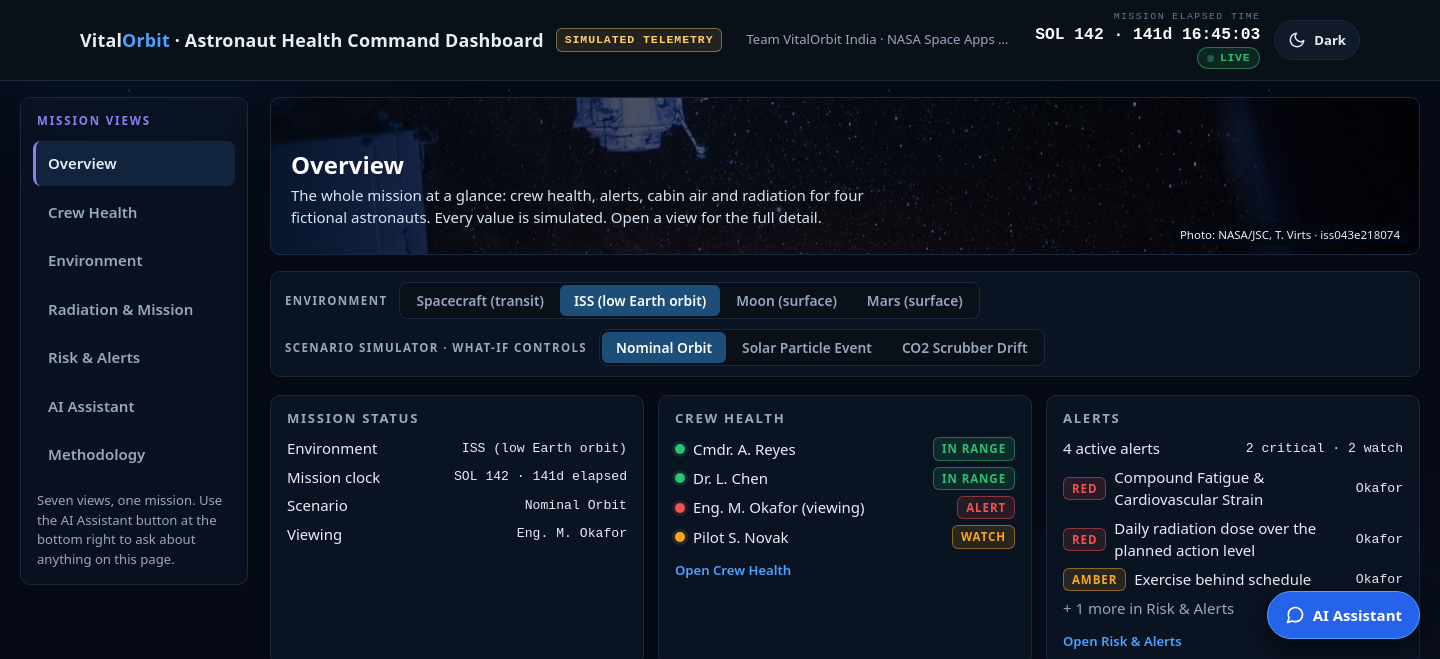 VitalOrbit · Astronaut Health Command Dashboard
SIMULATED TELEMETRY
Team VitalOrbit India · NASA Space Apps ...
MISSION ELAPSED TIME
SOL 142 · 141d 16:45:03
LIVE
Dark
MISSION VIEWS
Overview
Crew Health
Environment
Radiation & Mission
Risk & Alerts
AI Assistant
Methodology
Seven views, one mission. Use
the AI Assistant button at the
bottom right to ask about
anything on this page.
Overview
The whole mission at a glance: crew health, alerts, cabin air and radiation for four
fictional astronauts. Every value is simulated. Open a view for the full detail.
Photo: NASA/JSC, T. Virts · iss043e218074
ENVIRONMENT
Spacecraft (transit)
ISS (low Earth orbit)
Moon (surface)
Mars (surface)
SCENARIO SIMULATOR · WHAT-IF CONTROLS
Nominal Orbit
Solar Particle Event
CO2 Scrubber Drift
MISSION STATUS
Environment ISS (low Earth orbit)
Mission clock SOL 142 · 141d elapsed
Scenario Nominal Orbit
Viewing Eng. M. Okafor
CREW HEALTH
Cmdr. A. Reyes IN RANGE
Dr. L. Chen IN RANGE
Eng. M. Okafor (viewing) ALERT
Pilot S. Novak WATCH
Open Crew Health
ALERTS
4 active alerts 2 critical · 2 watch
RED Compound Fatigue &
Cardiovascular Strain Okafor
RED Daily radiation dose over the
planned action level Okafor
AMBER Exercise behind schedule Okafor
+ 1 more in Risk & Alerts
Open Risk & Alerts
AI Assistant